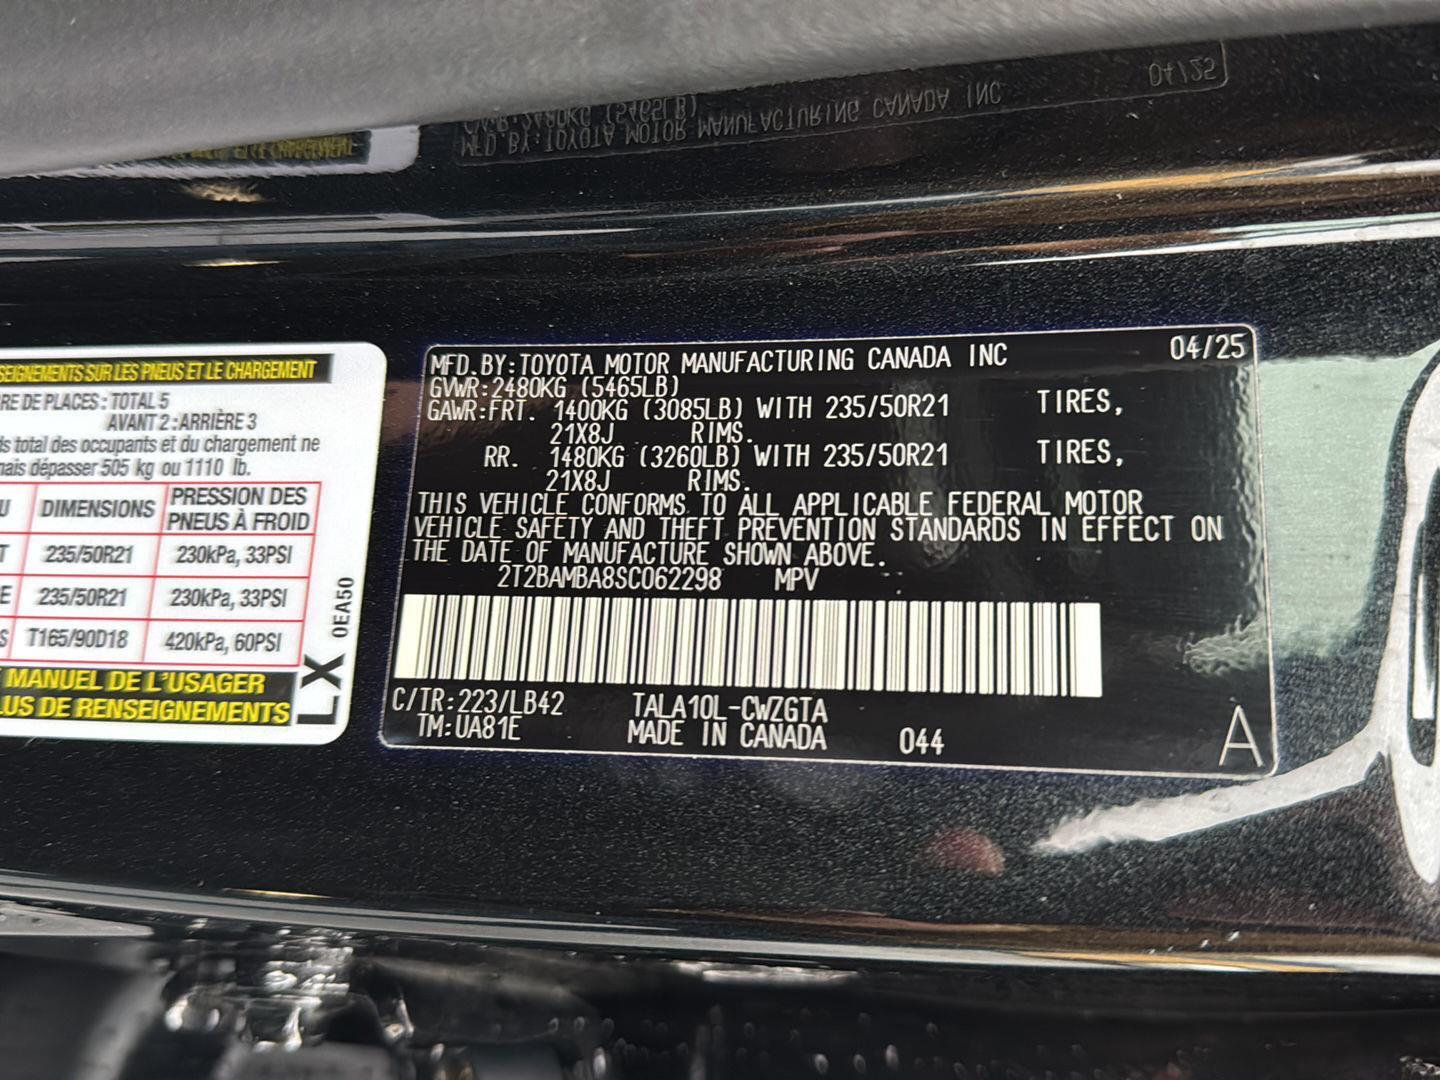 MFD.BY:TOYOTA MOTOR MANUFACTURING CANADA INC 04/25
GVWR:2480KG (5465LB)
GAWR:FRT. 1400KG (3085LB) WITH 235/50R21 TIRES,
21X8J RIMS.
RR. 1480KG (3260LB) WITH 235/50R21 TIRES,
21X8J RIMS.
THIS VEHICLE CONFORMS TO ALL APPLICABLE FEDERAL MOTOR
VEHICLE SAFETY AND THEFT PREVENTION STANDARDS IN EFFECT ON
THE DATE OF MANUFACTURE SHOWN ABOVE.
2T2BAMBA8SC062298 MPV
C/TR:223/LB42 TALA10L-CWZGTA
TM:UA81E MADE IN CANADA 044 A
SUR LES PNEUS ET LE CHARGEMENT
DE PLACES : TOTAL 5
AVANT 2 : ARRIÈRE 3
total des occupants et du chargement ne
dépasser 505 kg ou 1110 lb.
DIMENSIONS PRESSION DES
PNEUS À FROID
235/50R21 230kPa, 33PSI
235/50R21 230kPa, 33PSI
T165/90D18 420kPa, 60PSI
MANUEL DE L'USAGER
DE RENSEIGNEMENTS
LX 0EA50